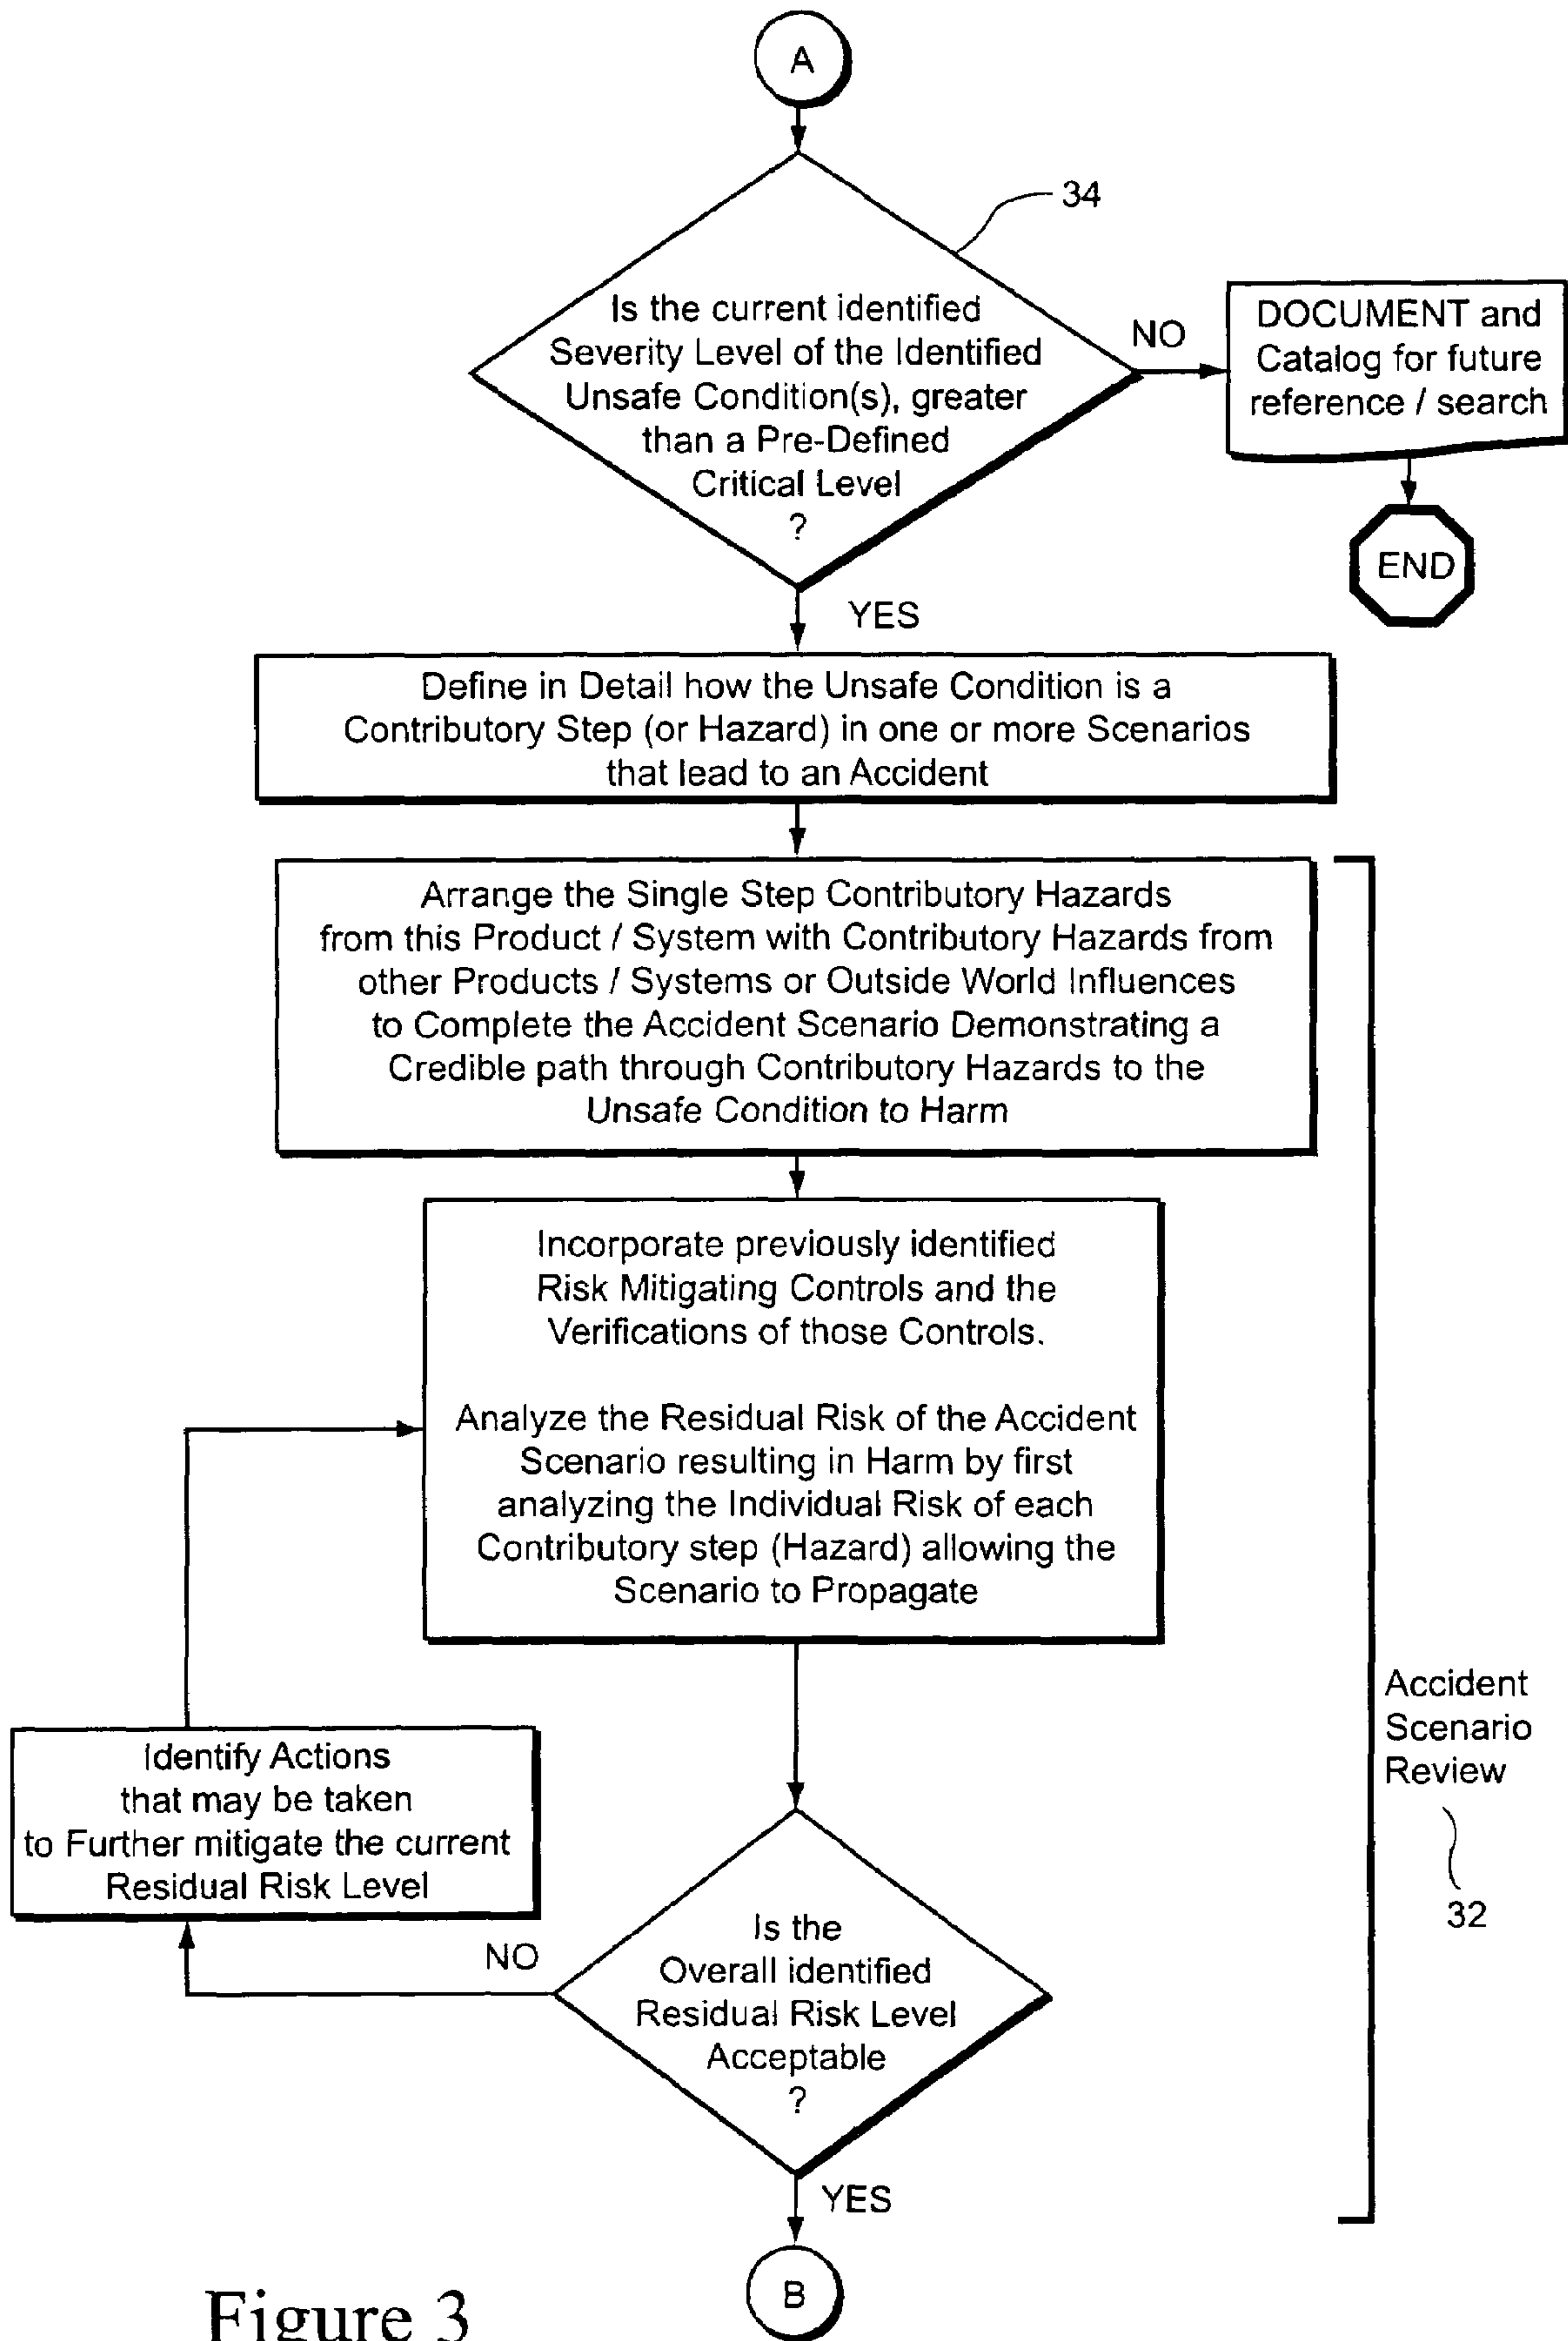 A
34
Is the current identified
Severity Level of the Identified
Unsafe Condition(s), greater
than a Pre-Defined
Critical Level
?
NO
DOCUMENT and
Catalog for future
reference / search
END
YES
Define in Detail how the Unsafe Condition is a
Contributory Step (or Hazard) in one or more Scenarios
that lead to an Accident
Arrange the Single Step Contributory Hazards
from this Product / System with Contributory Hazards from
other Products / Systems or Outside World Influences
to Complete the Accident Scenario Demonstrating a
Credible path through Contributory Hazards to the
Unsafe Condition to Harm
Incorporate previously identified
Risk Mitigating Controls and the
Verifications of those Controls.
Analyze the Residual Risk of the Accident
Scenario resulting in Harm by first
analyzing the Individual Risk of each
Contributory step (Hazard) allowing the
Scenario to Propagate
Accident
Scenario
Review
32
Identify Actions
that may be taken
to Further mitigate the current
Residual Risk Level
NO
Is the
Overall identified
Residual Risk Level
Acceptable
?
YES
B
Figure 3